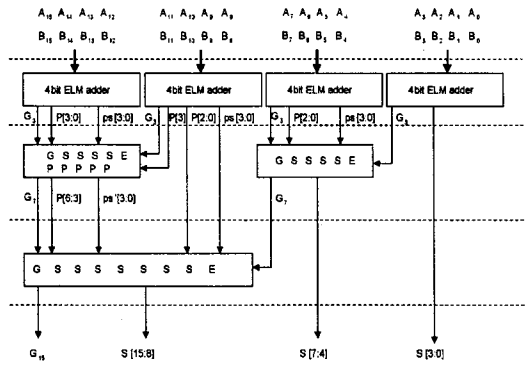 A₁₅ A₁₄ A₁₃ A₁₂ A₁₁ A₁₀ A₉ A₈ A₇ A₆ A₅ A₄ A₃ A₂ A₁ A₀
B₁₅ B₁₄ B₁₃ B₁₂ B₁₁ B₁₀ B₉ B₈ B₇ B₆ B₅ B₄ B₃ B₂ B₁ B₀
4bit ELM adder 4bit ELM adder 4bit ELM adder 4bit ELM adder
G₃ P[3:0] ps[3:0] G₃ P[3] P[2:0] ps[3:0] G₃ P[2:0] ps[3:0] G₃
G S S S S S E G S S S S E
P P P P P
G₇ P[6:3] ps'[3:0] G₇
G S S S S S S S E
G₁₅ S [15:8] S [7:4] S [3:0]